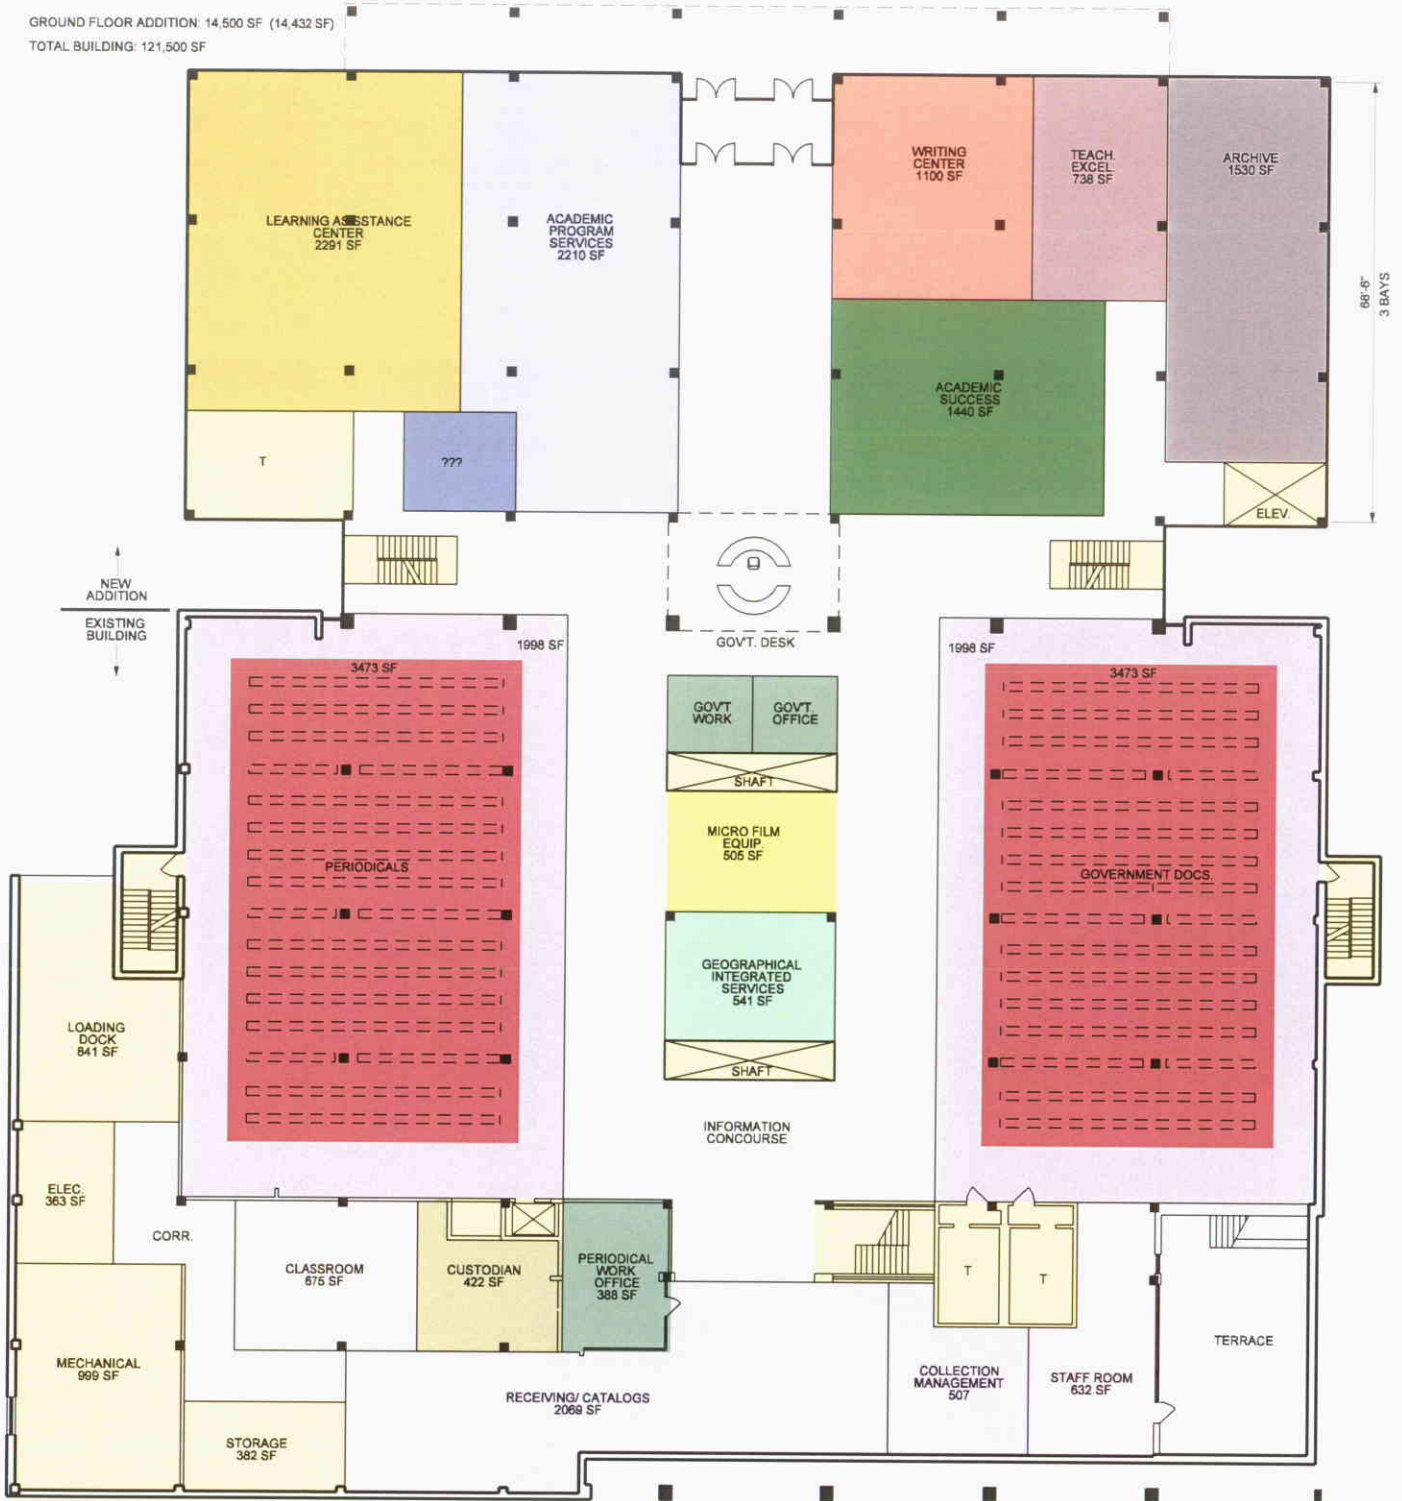 GROUND FLOOR ADDITION: 14,500 SF (14,432 SF)
TOTAL BUILDING: 121,500 SF
LEARNING ASSISTANCE
CENTER
2291 SF
ACADEMIC
PROGRAM
SERVICES
2210 SF
WRITING
CENTER
1100 SF
TEACH.
EXCEL.
738 SF
ARCHIVE
1530 SF
68'-6"
3 BAYS
ACADEMIC
SUCCESS
1440 SF
T
???
ELEV.
NEW
ADDITION
EXISTING
BUILDING
GOV'T. DESK
1998 SF
3473 SF
PERIODICALS
1998 SF
3473 SF
GOVERNMENT DOCS.
GOV'T
WORK
GOV'T.
OFFICE
SHAFT
MICRO FILM
EQUIP.
505 SF
GEOGRAPHICAL
INTEGRATED
SERVICES
541 SF
SHAFT
INFORMATION
CONCOURSE
LOADING
DOCK
841 SF
ELEC.
363 SF
CORR.
CLASSROOM
675 SF
CUSTODIAN
422 SF
PERIODICAL
WORK
OFFICE
388 SF
T
T
TERRACE
MECHANICAL
999 SF
STORAGE
382 SF
RECEIVING/ CATALOGS
2069 SF
COLLECTION
MANAGEMENT
507
STAFF ROOM
632 SF